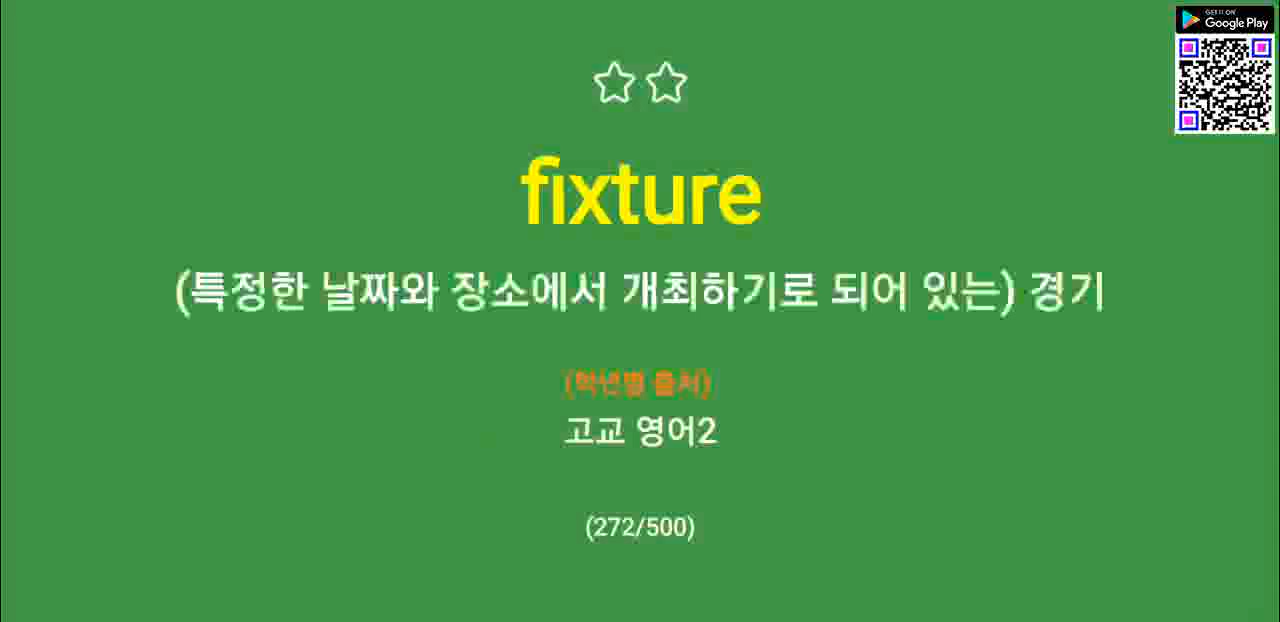 GET IT ON
Google Play
fixture
(특정한 날짜와 장소에서 개최하기로 되어 있는) 경기
(학년별 출처)
고교 영어2
(272/500)